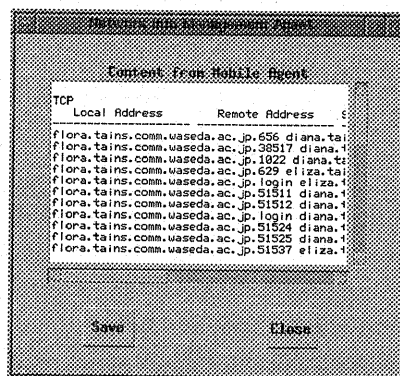 Network Info Management Agent
Content from Mobile Agent
TCP
Local Address Remote Address S
flora.tains.comm.waseda.ac.jp.656 diana.tai
flora.tains.comm.waseda.ac.jp.38517 diana.t
flora.tains.comm.waseda.ac.jp.1022 diana.ta
flora.tains.comm.waseda.ac.jp.629 eliza.tai
flora.tains.comm.waseda.ac.jp.login eliza.t
flora.tains.comm.waseda.ac.jp.51511 diana.t
flora.tains.comm.waseda.ac.jp.51512 diana.t
flora.tains.comm.waseda.ac.jp.login diana.t
flora.tains.comm.waseda.ac.jp.51524 diana.t
flora.tains.comm.waseda.ac.jp.51525 diana.t
flora.tains.comm.waseda.ac.jp.51537 eliza.t
Save Close